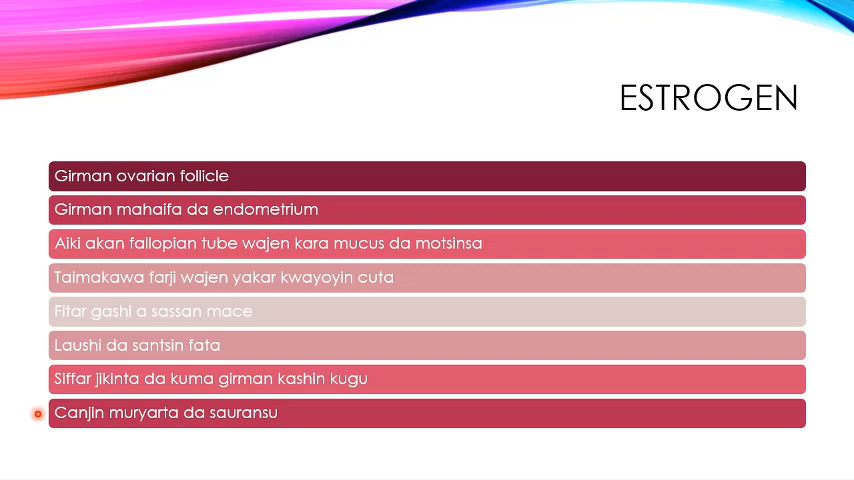 ESTROGEN
Girman ovarian follicle
Girman mahaifa da endometrium
Aiki akan fallopian tube wajen kara mucus da motsinsa
Taimakawa farji wajen yakar kwayoyin cuta
Fitar gashi a sassan mace
Laushi da santsin fata
Siffar jikinta da kuma girman kashin kugu
Canjin muryarta da sauransu